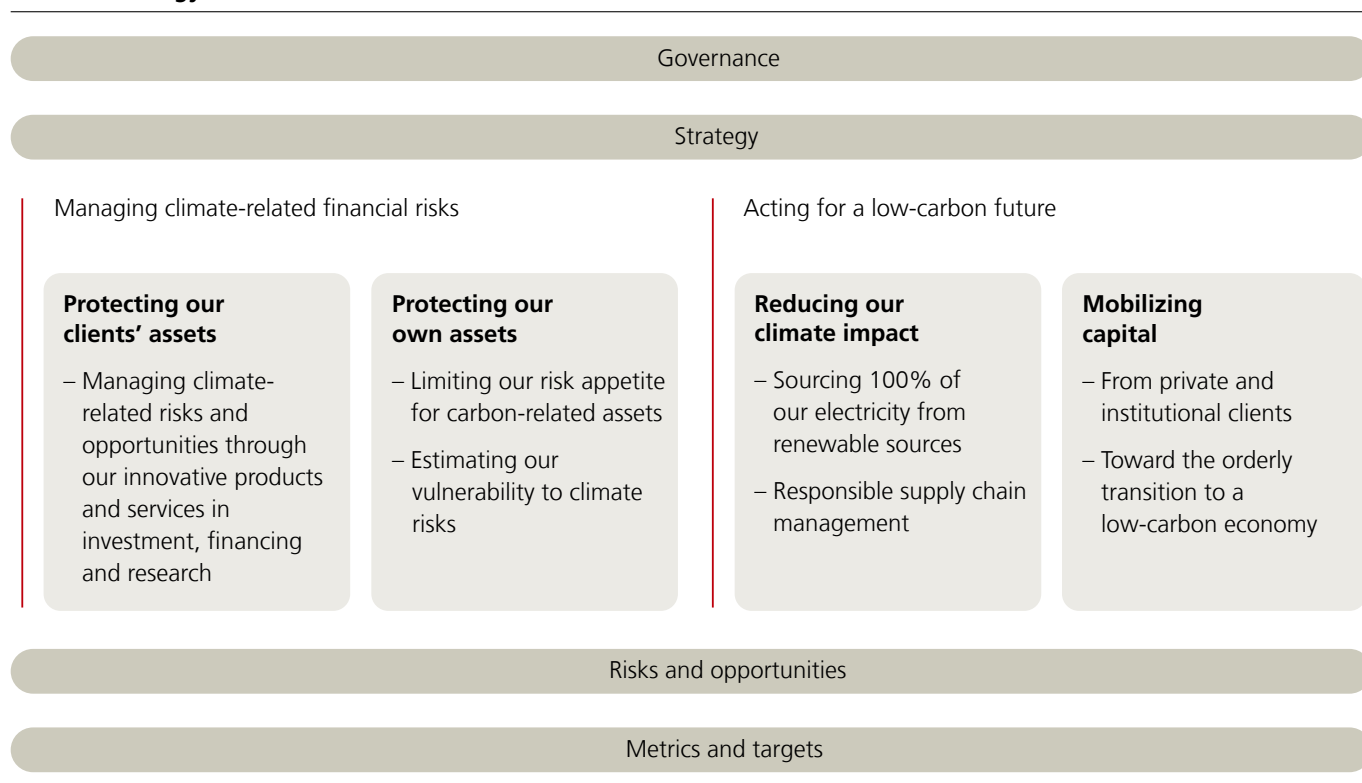 Governance
Strategy
Managing climate-related financial risks
Protecting our
clients’ assets
– Managing climate-
related risks and
opportunities through
our innovative products
and services in
investment, financing
and research
Protecting our
own assets
– Limiting our risk appetite
for carbon-related assets
– Estimating our
vulnerability to climate
risks
Acting for a low-carbon future
Reducing our
climate impact
– Sourcing 100% of
our electricity from
renewable sources
– Responsible supply chain
management
Mobilizing
capital
– From private and
institutional clients
– Toward the orderly
transition to a
low-carbon economy
Risks and opportunities
Metrics and targets